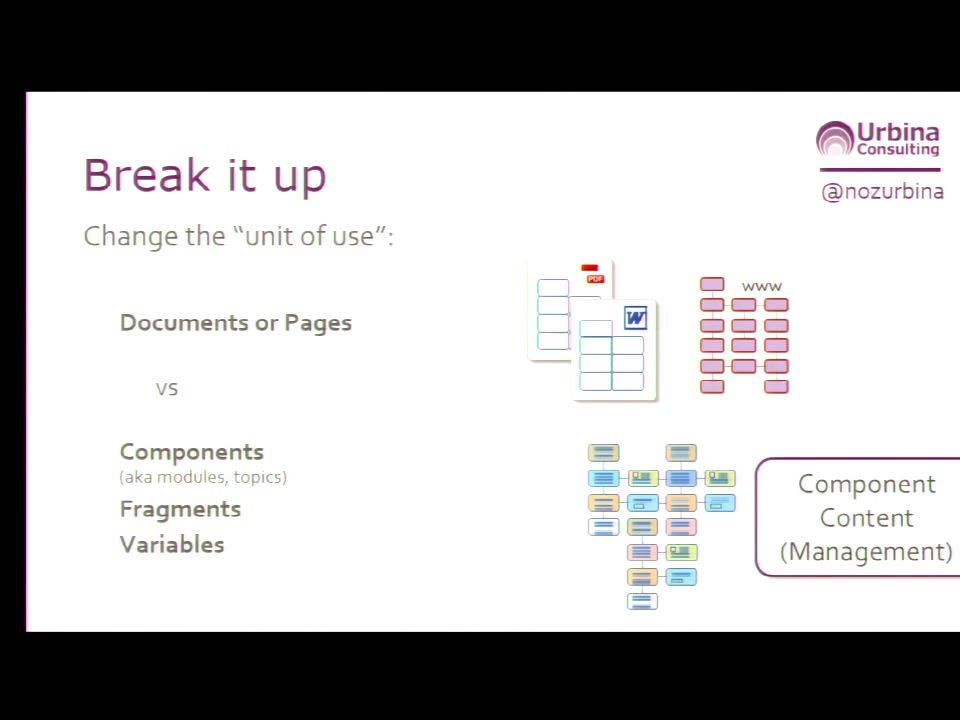 Urbina
Consulting
@nozurbina
Break it up
Change the “unit of use”:
PDF
W
www
Documents or Pages
vs
Components
(aka modules, topics)
Fragments
Variables
Component
Content
(Management)